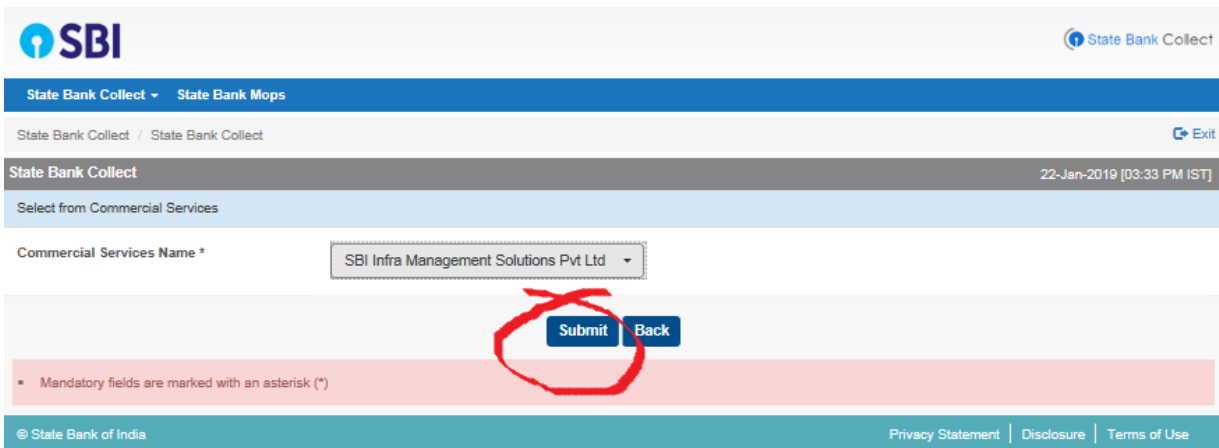 SBI
State Bank Collect
State Bank Collect State Bank Mops
State Bank Collect / State Bank Collect
Exit
State Bank Collect
22-Jan-2019 [03:33 PM IST]
Select from Commercial Services
Commercial Services Name *
SBI Infra Management Solutions Pvt Ltd
Submit Back
Mandatory fields are marked with an asterisk (*)
© State Bank of India
Privacy Statement | Disclosure | Terms of Use